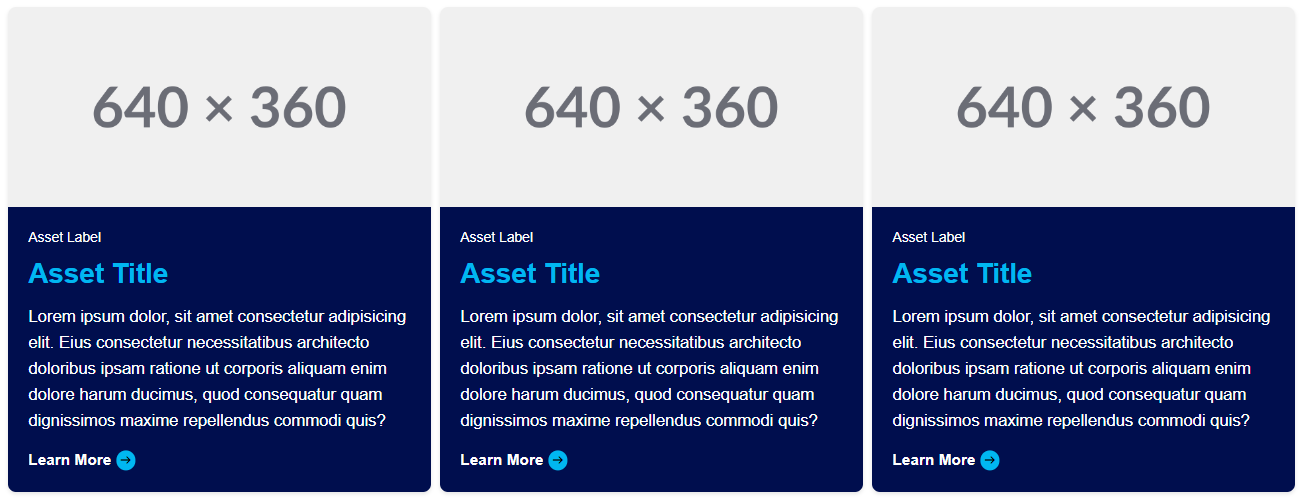 640 × 360
Asset Label
Asset Title
Lorem ipsum dolor, sit amet consectetur adipisicing
elit. Eius consectetur necessitatibus architecto
doloribus ipsam ratione ut corporis aliquam enim
dolore harum ducimus, quod consequatur quam
dignissimos maxime repellendus commodi quis?
Learn More
640 × 360
Asset Label
Asset Title
Lorem ipsum dolor, sit amet consectetur adipisicing
elit. Eius consectetur necessitatibus architecto
doloribus ipsam ratione ut corporis aliquam enim
dolore harum ducimus, quod consequatur quam
dignissimos maxime repellendus commodi quis?
Learn More
640 × 360
Asset Label
Asset Title
Lorem ipsum dolor, sit amet consectetur adipisicing
elit. Eius consectetur necessitatibus architecto
doloribus ipsam ratione ut corporis aliquam enim
dolore harum ducimus, quod consequatur quam
dignissimos maxime repellendus commodi quis?
Learn More